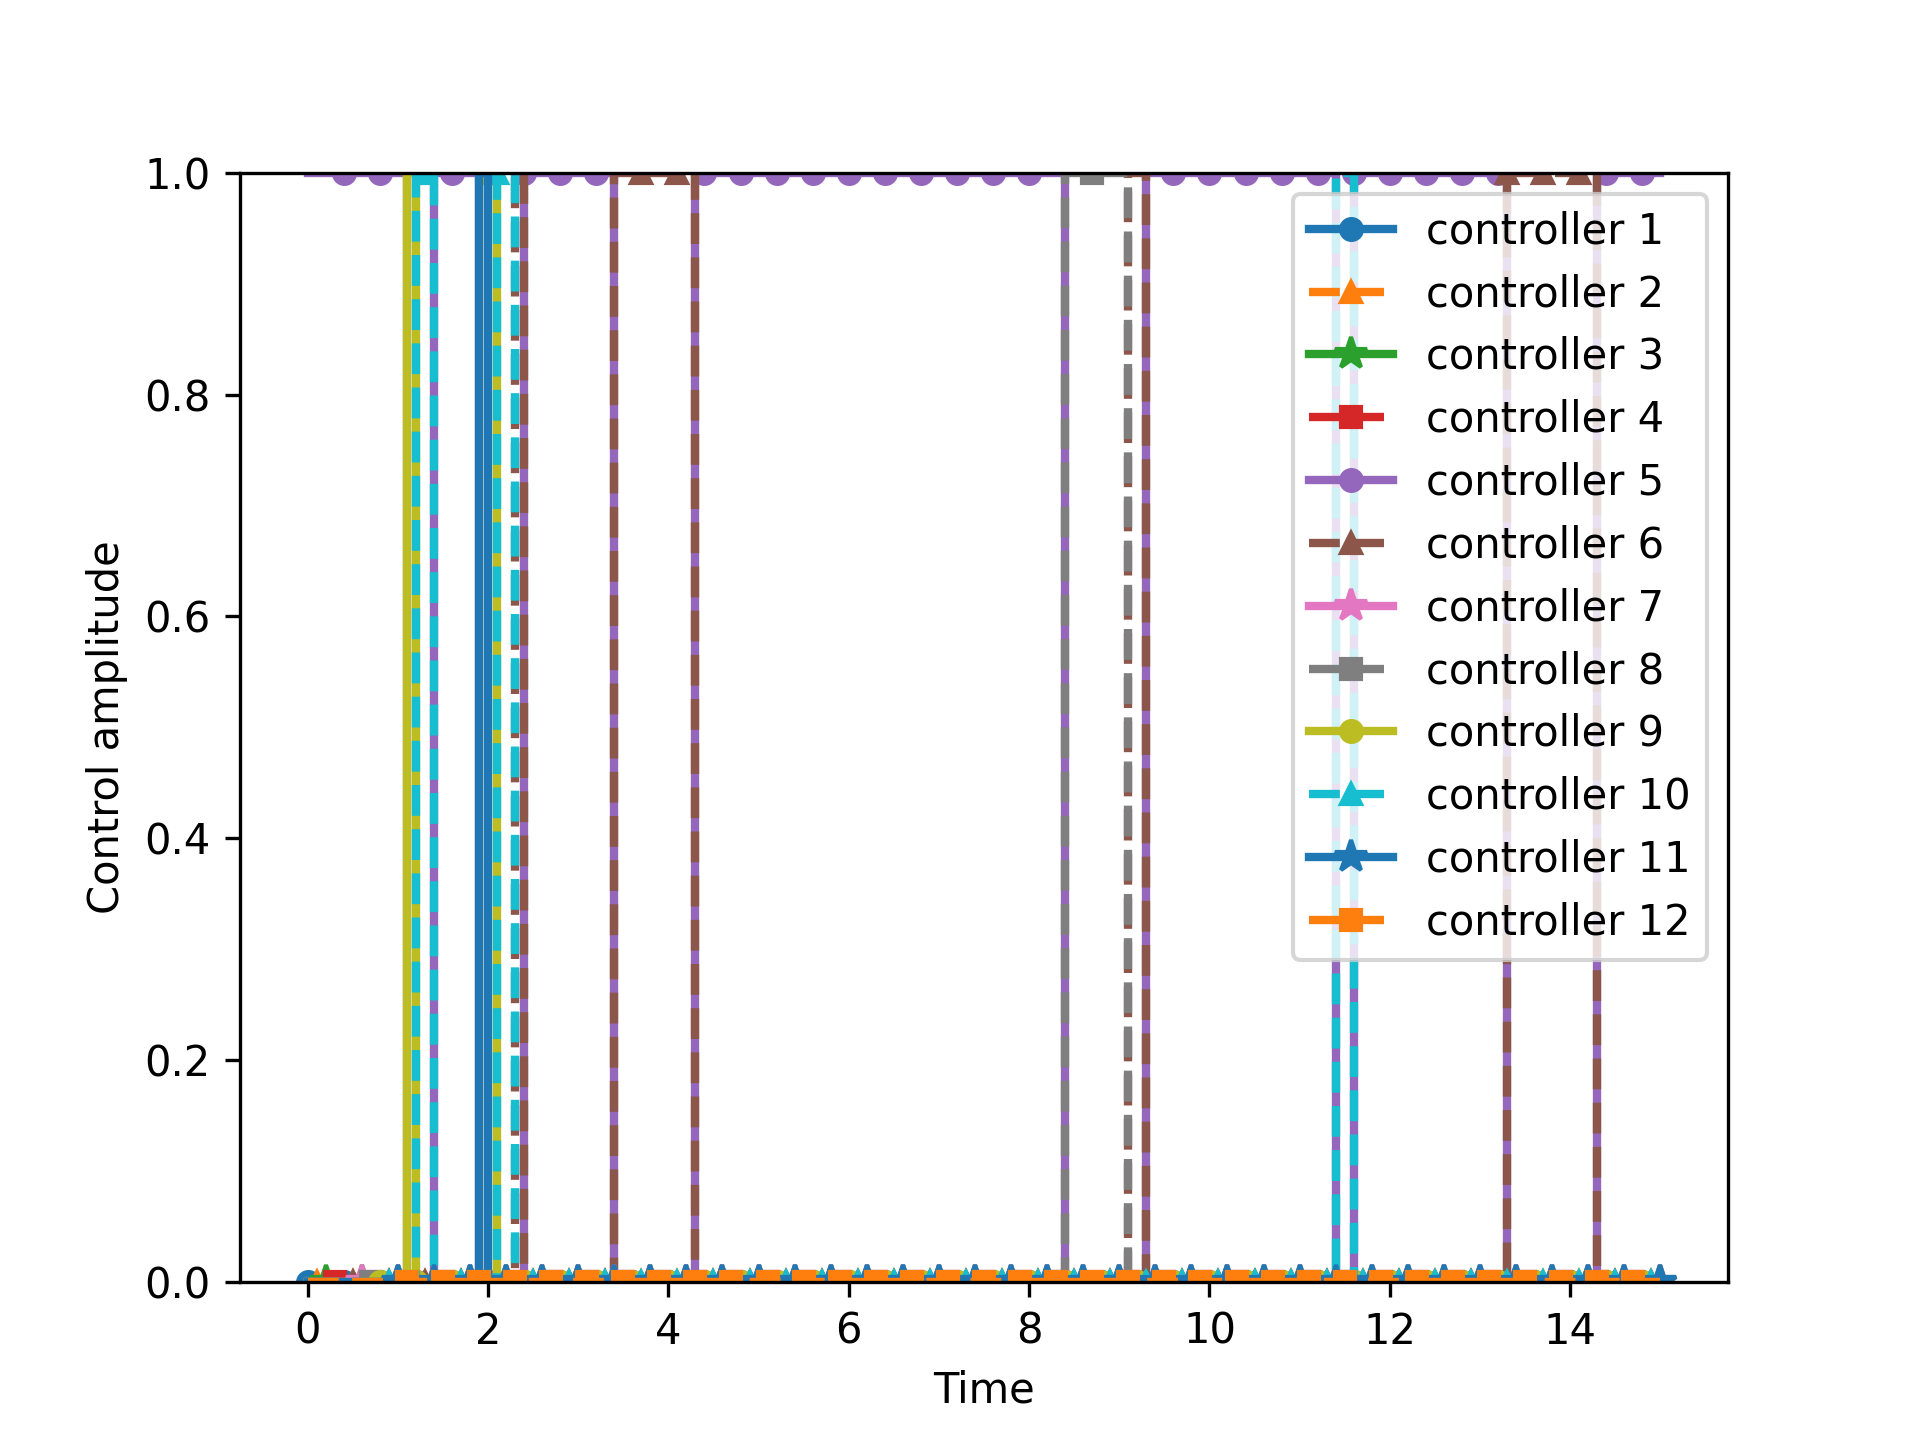 1.0
0.8
0.6
0.4
0.2
0.0
Control amplitude
0 2 4 6 8 10 12 14
Time
controller 1
controller 2
controller 3
controller 4
controller 5
controller 6
controller 7
controller 8
controller 9
controller 10
controller 11
controller 12